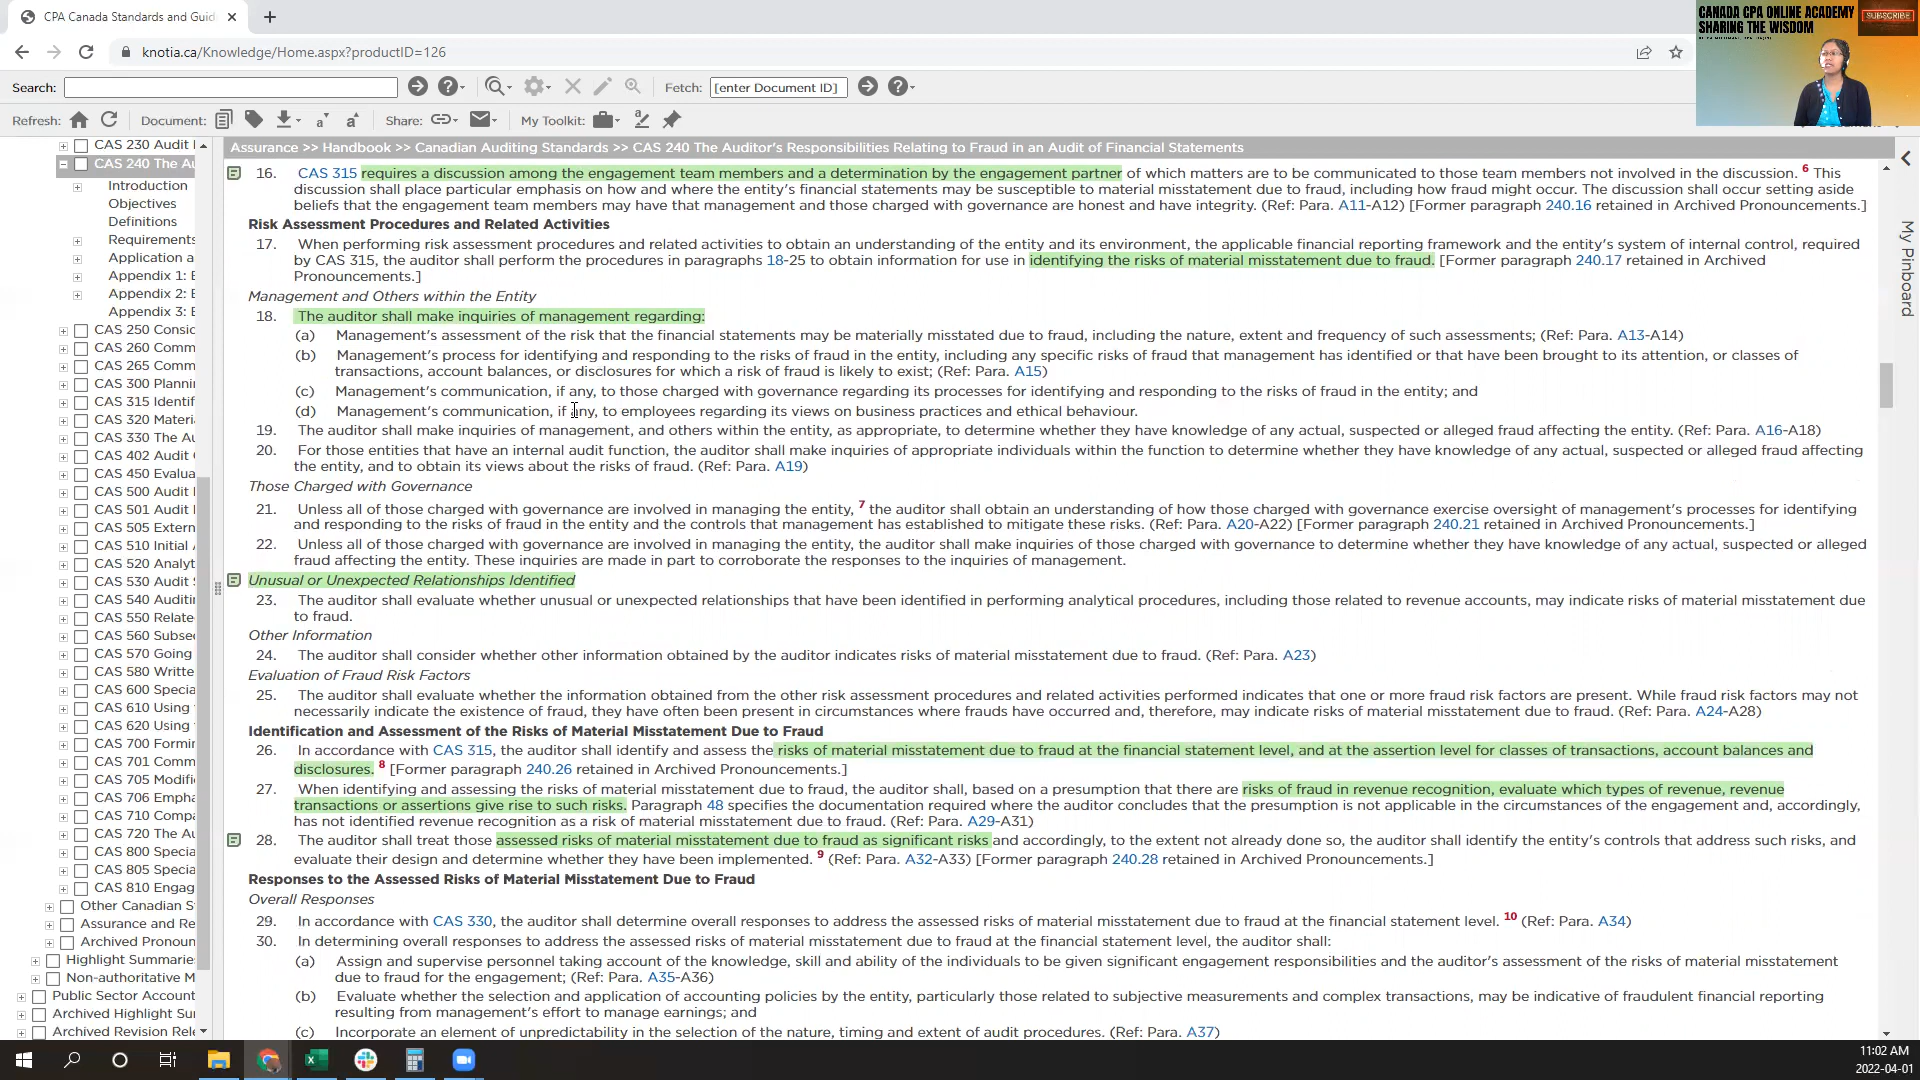 CPA Canada Standards and Guid
knotia.ca/Knowledge/Home.aspx?productID=126
CANADA CPA ONLINE ACADEMY
SHARING THE WISDOM
SUBSCRIBE
Search:
Fetch:
[enter Document ID]
Refresh:
Document:
Share:
My Toolkit:
Assurance >> Handbook >> Canadian Auditing Standards >> CAS 240 The Auditor's Responsibilities Relating to Fraud in an Audit of Financial Statements
My Pinboard
CAS 230 Audit
CAS 240 The Au
Introduction
Objectives
Definitions
Requirements
Application a
Appendix 1: E
Appendix 2: E
Appendix 3: E
CAS 250 Consid
CAS 260 Comm
CAS 265 Comm
CAS 300 Plannin
CAS 315 Identif
CAS 320 Materi
CAS 330 The Au
CAS 402 Audit
CAS 450 Evalua
CAS 500 Audit
CAS 501 Audit
CAS 505 Extern
CAS 510 Initial
CAS 520 Analyt
CAS 530 Audit
CAS 540 Auditin
CAS 550 Relate
CAS 560 Subse
CAS 570 Going
CAS 580 Writte
CAS 600 Specia
CAS 610 Using
CAS 620 Using
CAS 700 Formin
CAS 701 Comm
CAS 705 Modifi
CAS 706 Empha
CAS 710 Compa
CAS 720 The Au
CAS 800 Specia
CAS 805 Specia
CAS 810 Engag
Other Canadian S
Assurance and Re
Archived Pronoun
Highlight Summarie
Non-authoritative M
Public Sector Account
Archived Highlight Su
Archived Revision Rel
16. CAS 315 requires a discussion among the engagement team members and a determination by the engagement partner of which matters are to be communicated to those team members not involved in the discussion. 6 This
discussion shall place particular emphasis on how and where the entity's financial statements may be susceptible to material misstatement due to fraud, including how fraud might occur. The discussion shall occur setting aside
beliefs that the engagement team members may have that management and those charged with governance are honest and have integrity. (Ref: Para. A11-A12) [Former paragraph 240.16 retained in Archived Pronouncements.]
Risk Assessment Procedures and Related Activities
17. When performing risk assessment procedures and related activities to obtain an understanding of the entity and its environment, the applicable financial reporting framework and the entity's system of internal control, required
by CAS 315, the auditor shall perform the procedures in paragraphs 18-25 to obtain information for use in identifying the risks of material misstatement due to fraud. [Former paragraph 240.17 retained in Archived
Pronouncements.]
Management and Others within the Entity
18. The auditor shall make inquiries of management regarding:
(a) Management's assessment of the risk that the financial statements may be materially misstated due to fraud, including the nature, extent and frequency of such assessments; (Ref: Para. A13-A14)
(b) Management's process for identifying and responding to the risks of fraud in the entity, including any specific risks of fraud that management has identified or that have been brought to its attention, or classes of
transactions, account balances, or disclosures for which a risk of fraud is likely to exist; (Ref: Para. A15)
(c) Management's communication, if any, to those charged with governance regarding its processes for identifying and responding to the risks of fraud in the entity; and
(d) Management's communication, if any, to employees regarding its views on business practices and ethical behaviour.
19. The auditor shall make inquiries of management, and others within the entity, as appropriate, to determine whether they have knowledge of any actual, suspected or alleged fraud affecting the entity. (Ref: Para. A16-A18)
20. For those entities that have an internal audit function, the auditor shall make inquiries of appropriate individuals within the function to determine whether they have knowledge of any actual, suspected or alleged fraud affecting
the entity, and to obtain its views about the risks of fraud. (Ref: Para. A19)
Those Charged with Governance
21. Unless all of those charged with governance are involved in managing the entity, 7 the auditor shall obtain an understanding of how those charged with governance exercise oversight of management's processes for identifying
and responding to the risks of fraud in the entity and the controls that management has established to mitigate these risks. (Ref: Para. A20-A22) [Former paragraph 240.21 retained in Archived Pronouncements.]
22. Unless all of those charged with governance are involved in managing the entity, the auditor shall make inquiries of those charged with governance to determine whether they have knowledge of any actual, suspected or alleged
fraud affecting the entity. These inquiries are made in part to corroborate the responses to the inquiries of management.
Unusual or Unexpected Relationships Identified
23. The auditor shall evaluate whether unusual or unexpected relationships that have been identified in performing analytical procedures, including those related to revenue accounts, may indicate risks of material misstatement due
to fraud.
Other Information
24. The auditor shall consider whether other information obtained by the auditor indicates risks of material misstatement due to fraud. (Ref: Para. A23)
Evaluation of Fraud Risk Factors
25. The auditor shall evaluate whether the information obtained from the other risk assessment procedures and related activities performed indicates that one or more fraud risk factors are present. While fraud risk factors may not
necessarily indicate the existence of fraud, they have often been present in circumstances where frauds have occurred and, therefore, may indicate risks of material misstatement due to fraud. (Ref: Para. A24-A28)
Identification and Assessment of the Risks of Material Misstatement Due to Fraud
26. In accordance with CAS 315, the auditor shall identify and assess the risks of material misstatement due to fraud at the financial statement level, and at the assertion level for classes of transactions, account balances and
disclosures. 8 [Former paragraph 240.26 retained in Archived Pronouncements.]
27. When identifying and assessing the risks of material misstatement due to fraud, the auditor shall, based on a presumption that there are risks of fraud in revenue recognition, evaluate which types of revenue, revenue
transactions or assertions give rise to such risks. Paragraph 48 specifies the documentation required where the auditor concludes that the presumption is not applicable in the circumstances of the engagement and, accordingly,
has not identified revenue recognition as a risk of material misstatement due to fraud. (Ref: Para. A29-A31)
28. The auditor shall treat those assessed risks of material misstatement due to fraud as significant risks and accordingly, to the extent not already done so, the auditor shall identify the entity's controls that address such risks, and
evaluate their design and determine whether they have been implemented. 9 (Ref: Para. A32-A33) [Former paragraph 240.28 retained in Archived Pronouncements.]
Responses to the Assessed Risks of Material Misstatement Due to Fraud
Overall Responses
29. In accordance with CAS 330, the auditor shall determine overall responses to address the assessed risks of material misstatement due to fraud at the financial statement level. 10 (Ref: Para. A34)
30. In determining overall responses to address the assessed risks of material misstatement due to fraud at the financial statement level, the auditor shall:
(a) Assign and supervise personnel taking account of the knowledge, skill and ability of the individuals to be given significant engagement responsibilities and the auditor's assessment of the risks of material misstatement
due to fraud for the engagement; (Ref: Para. A35-A36)
(b) Evaluate whether the selection and application of accounting policies by the entity, particularly those related to subjective measurements and complex transactions, may be indicative of fraudulent financial reporting
resulting from management's effort to manage earnings; and
(c) Incorporate an element of unpredictability in the selection of the nature, timing and extent of audit procedures. (Ref: Para. A37)
11:02 AM
2022-04-01